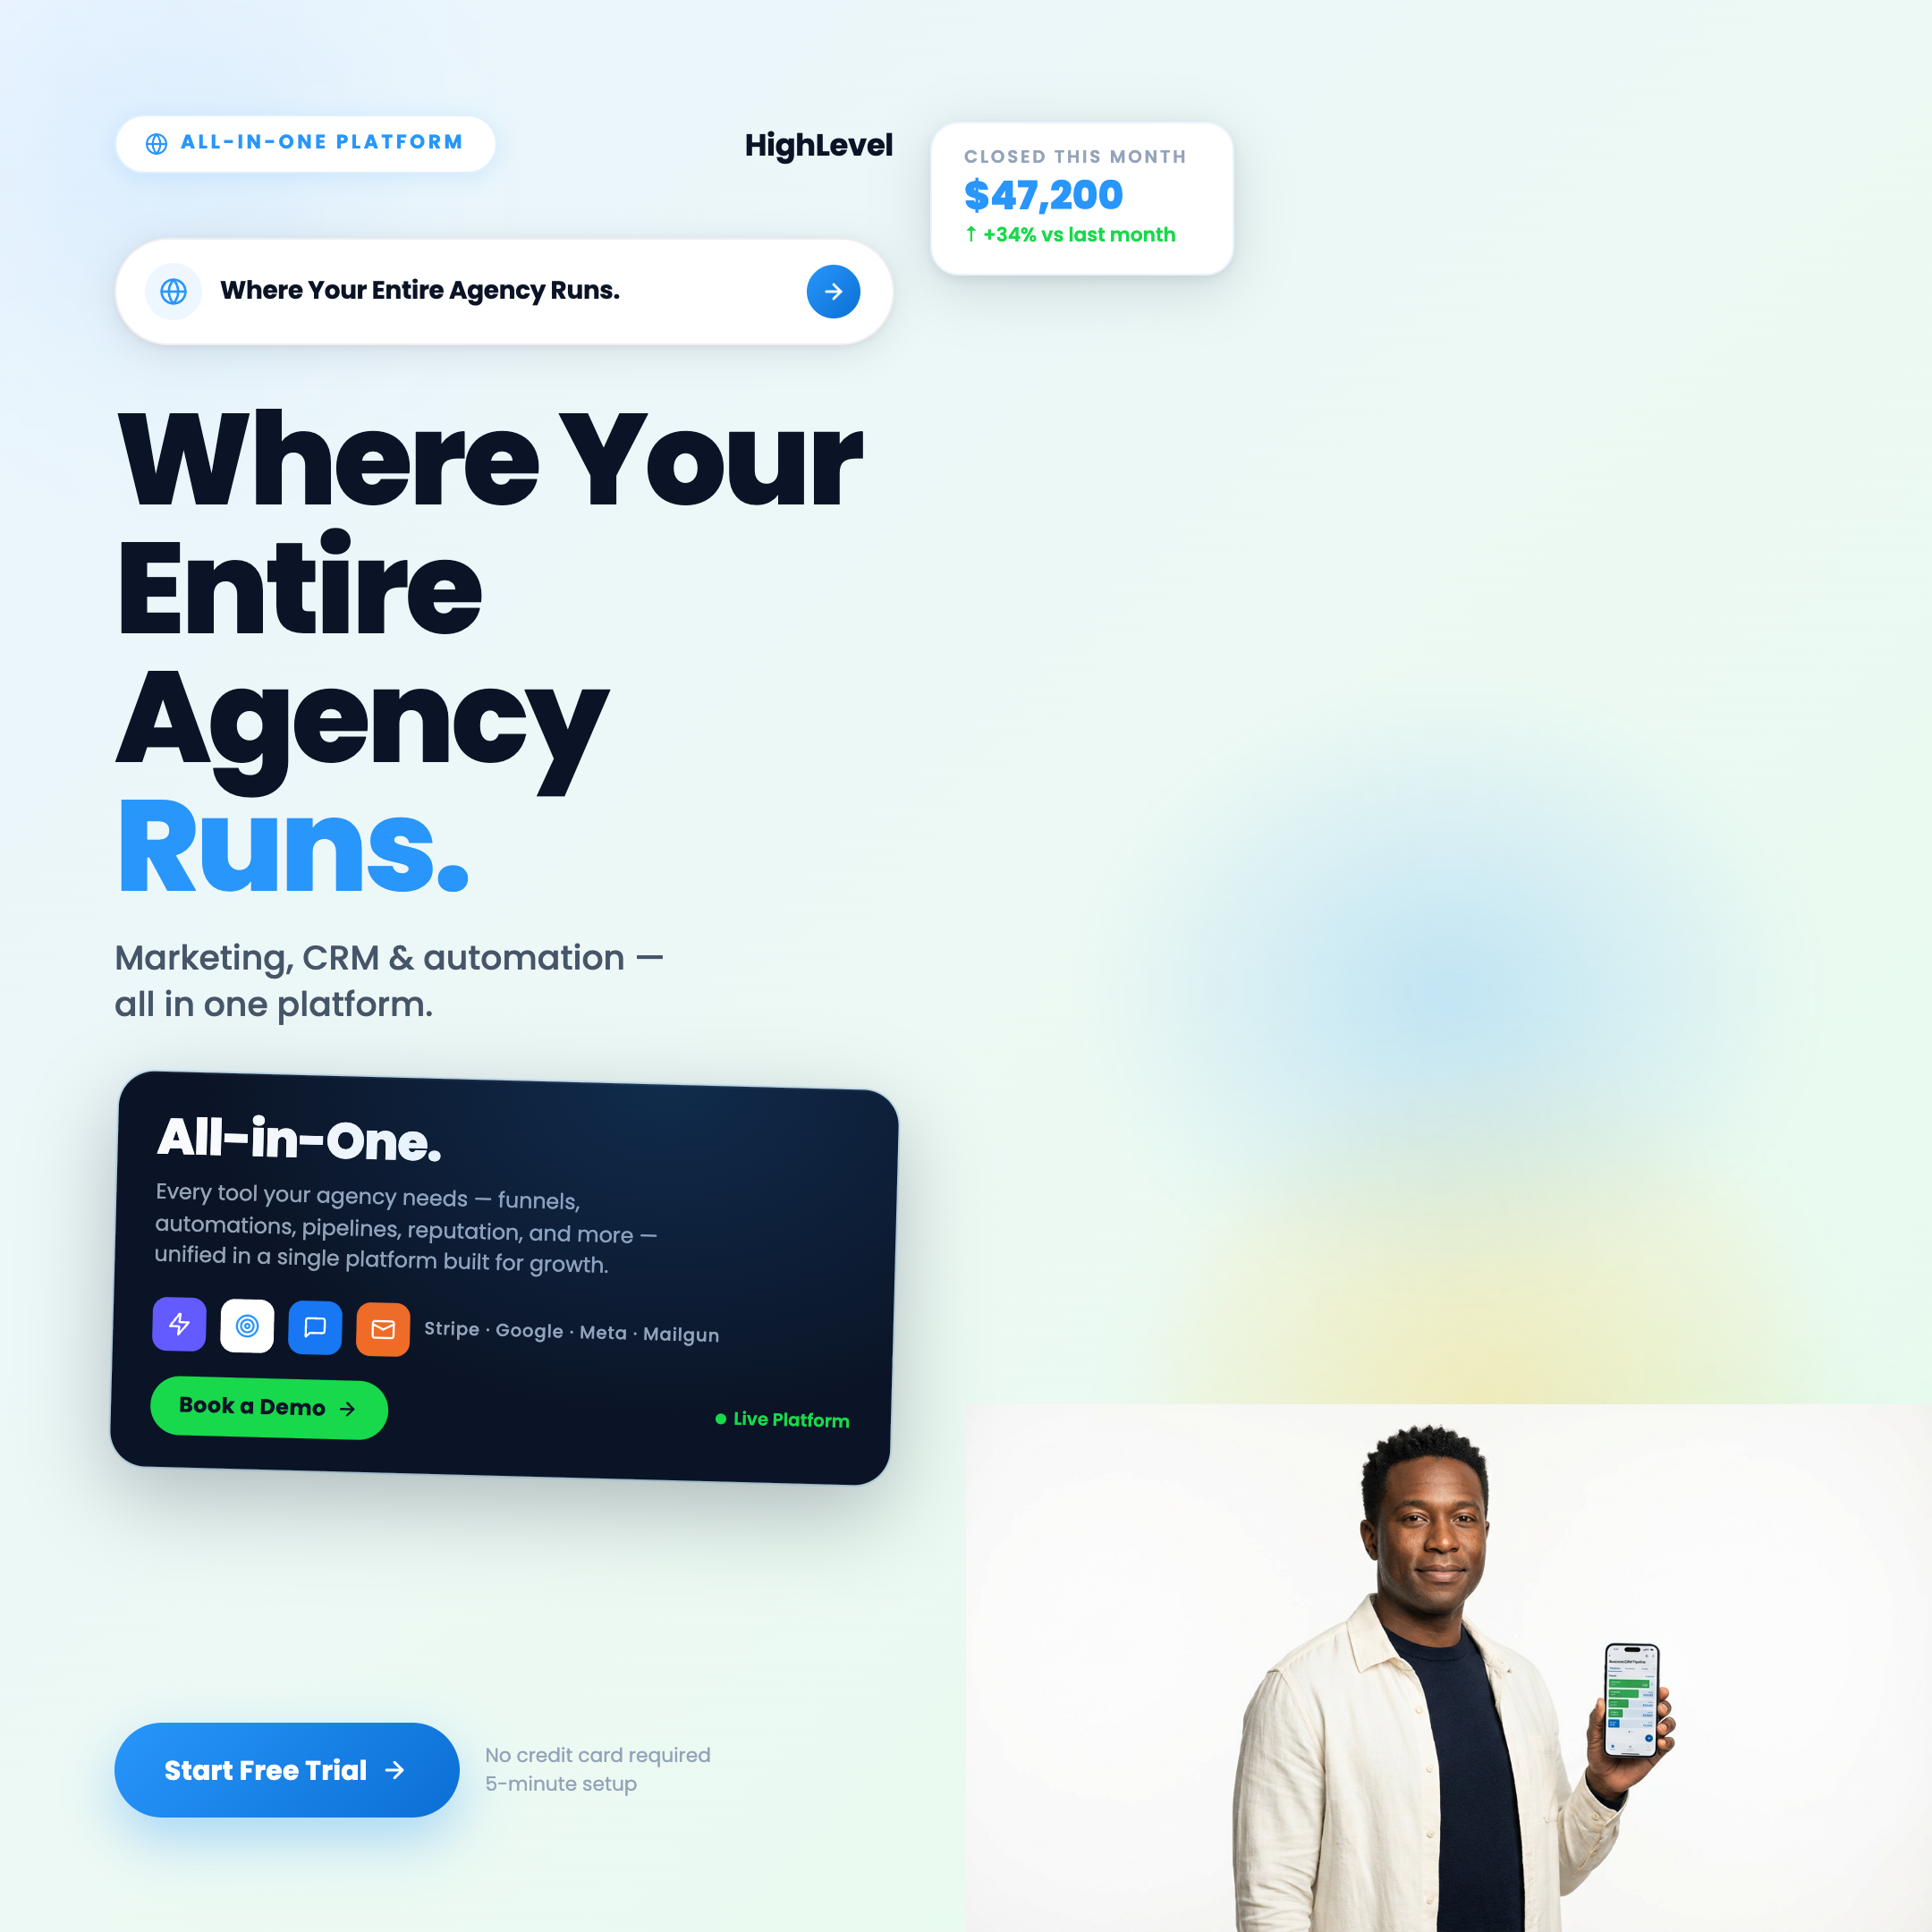 ALL-IN-ONE PLATFORM
HighLevel
CLOSED THIS MONTH
$47,200
↑ +34% vs last month
Where Your Entire Agency Runs.
Where Your
Entire
Agency
Runs.
Marketing, CRM & automation —
all in one platform.
All-in-One.
Every tool your agency needs — funnels,
automations, pipelines, reputation, and more —
unified in a single platform built for growth.
Stripe · Google · Meta · Mailgun
Book a Demo →
Live Platform
Start Free Trial →
No credit card required
5-minute setup